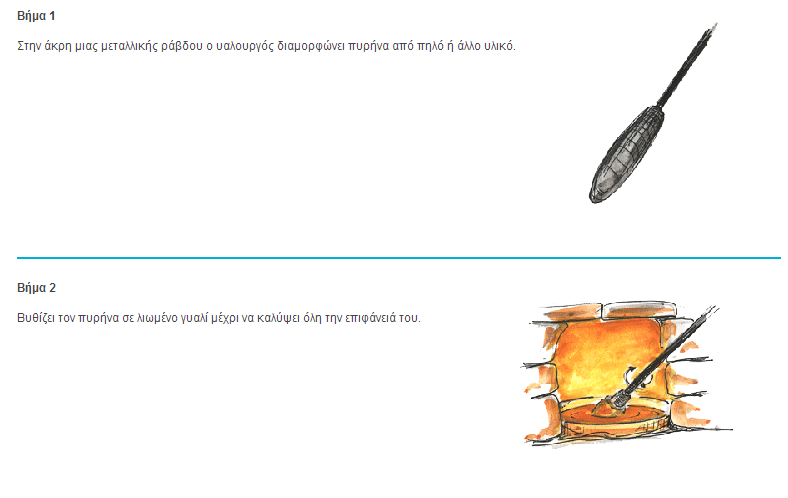 Βήμα 1
Στην άκρη μιας μεταλλικής ράβδου ο υαλουργός διαμορφώνει πυρήνα από πηλό ή άλλο υλικό.
Βήμα 2
Βυθίζει τον πυρήνα σε λιωμένο γυαλί μέχρι να καλύψει όλη την επιφάνειά του.